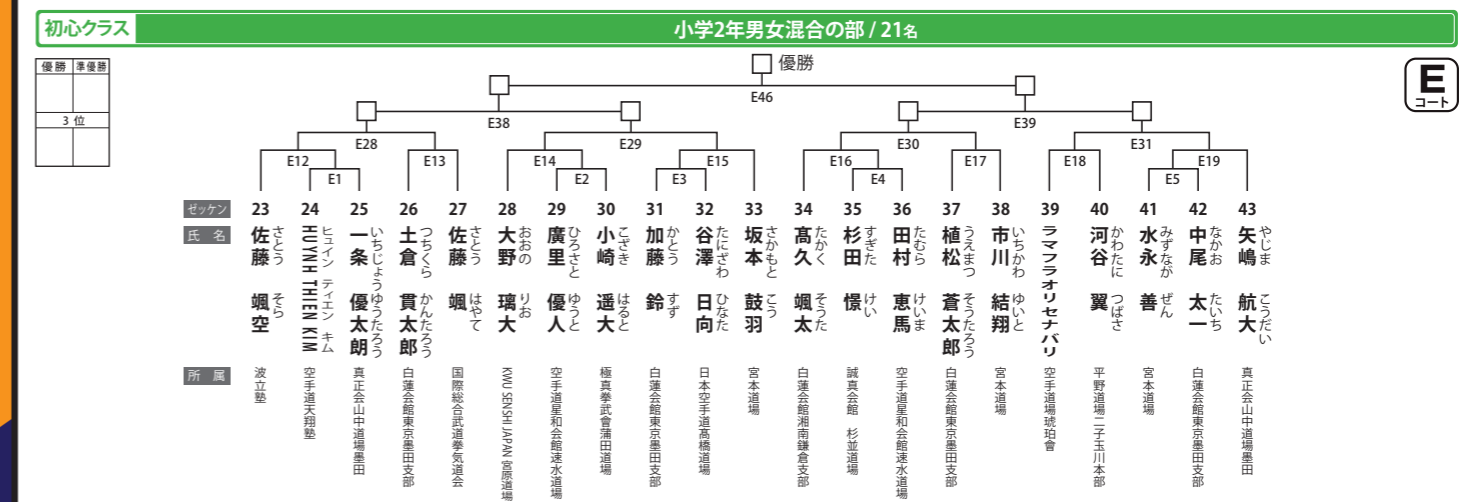 初心クラス
小学2年男女混合の部 / 21名
優勝 準優勝
3 位
優勝
E
コート
E46
E38 E39
E28 E29 E30 E31
E12 E13 E14 E15 E16 E17 E18 E19
E1 E2 E3 E4 E5
ゼッケン 23 24 25 26 27 28 29 30 31 32 33 34 35 36 37 38 39 40 41 42 43
氏 名
佐藤 颯空 さとう そら
HUYNH THIEN KIM ヒュイン ティエン キム
一条 優太朗 いちじょう ゆうたろう
土倉 貫太郎 つちくら かんたろう
佐藤 颯 さとう はやて
大野 璃大 おおの りお
廣里 優人 ひろさと ゆうと
小崎 遥大 こざき はると
加藤 鈴 かとう すず
谷澤 日向 たにざわ ひなた
坂本 鼓羽 さかもと こう
髙久 颯太 たかく そうた
杉田 憬 すぎた けい
田村 恵馬 たむら けいま
植松 蒼太郎 うえまつ そうたろう
市川 結翔 いちかわ ゆいと
ラマフラオリセナバリ
河谷 翼 かわたに つばさ
水永 善 みずなが ぜん
中尾 太一 なかお たいち
矢嶋 航大 やじま こうだい
所 属
波立塾
空手道天翔塾
真正会山中道場墨田
白蓮会館東京墨田支部
国際総合武道拳気道会
KWU SENSHI JAPAN 宮原道場
空手道星和会館速水道場
極真拳武會蒲田道場
白蓮会館東京墨田支部
日本空手道髙橋道場
宮本道場
白蓮会館湘南鎌倉支部
誠真会館 杉並道場
空手道星和会館速水道場
白蓮会館東京墨田支部
宮本道場
空手道場琥珀會
平野道場二子玉川本部
宮本道場
白蓮会館東京墨田支部
真正会山中道場墨田